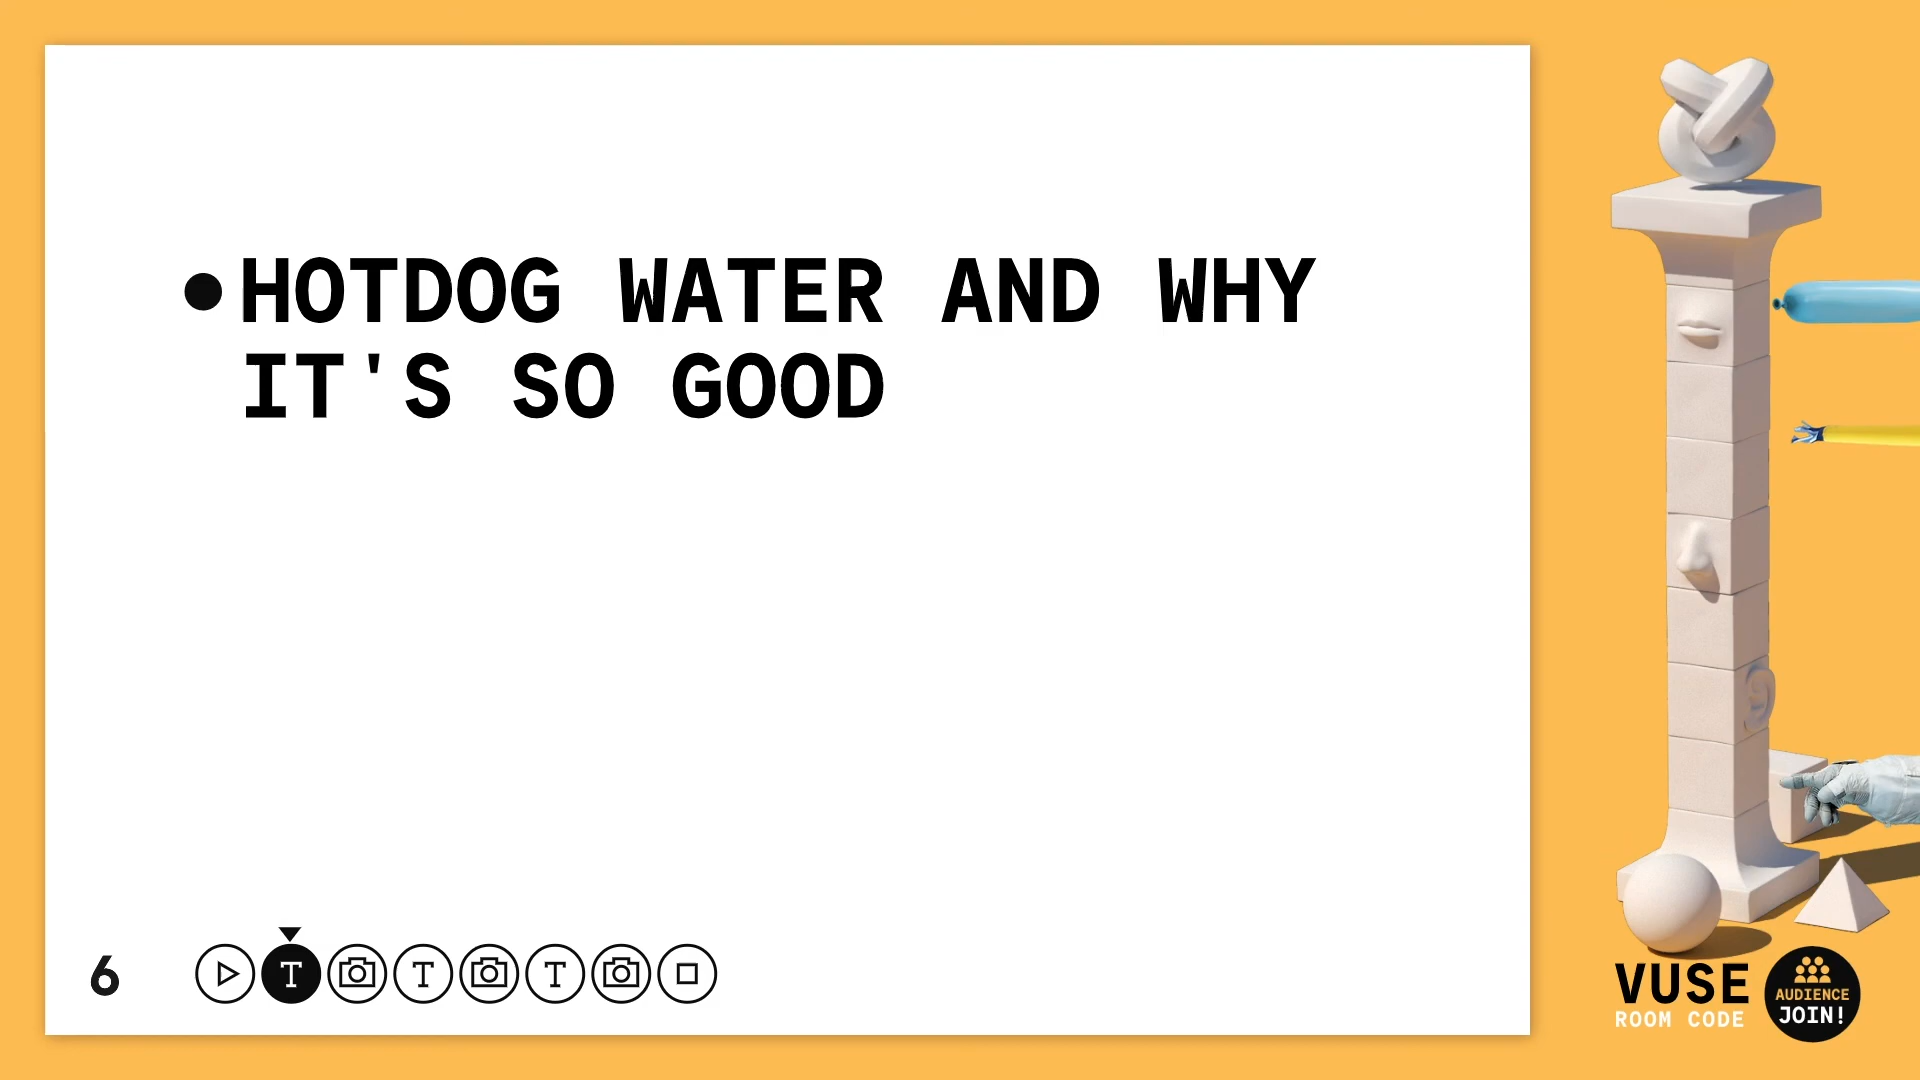 •HOTDOG WATER AND WHY
IT'S SO GOOD
6
T
T
T
VUSE
ROOM CODE
AUDIENCE
JOIN!